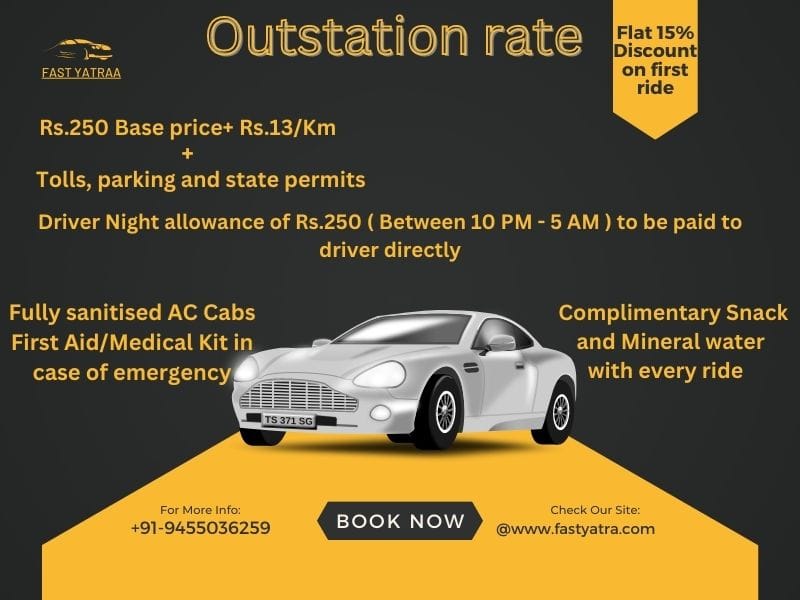 Outstation rate
Flat 15%
Discount
on first
ride
FAST YATRAA
Rs.250 Base price+ Rs.13/Km
+
Tolls, parking and state permits
Driver Night allowance of Rs.250 ( Between 10 PM - 5 AM ) to be paid to
driver directly
Fully sanitised AC Cabs
First Aid/Medical Kit in
case of emergency
Complimentary Snack
and Mineral water
with every ride
TS 371 SG
For More Info:
+91-9455036259
BOOK NOW
Check Our Site:
@www.fastyatra.com